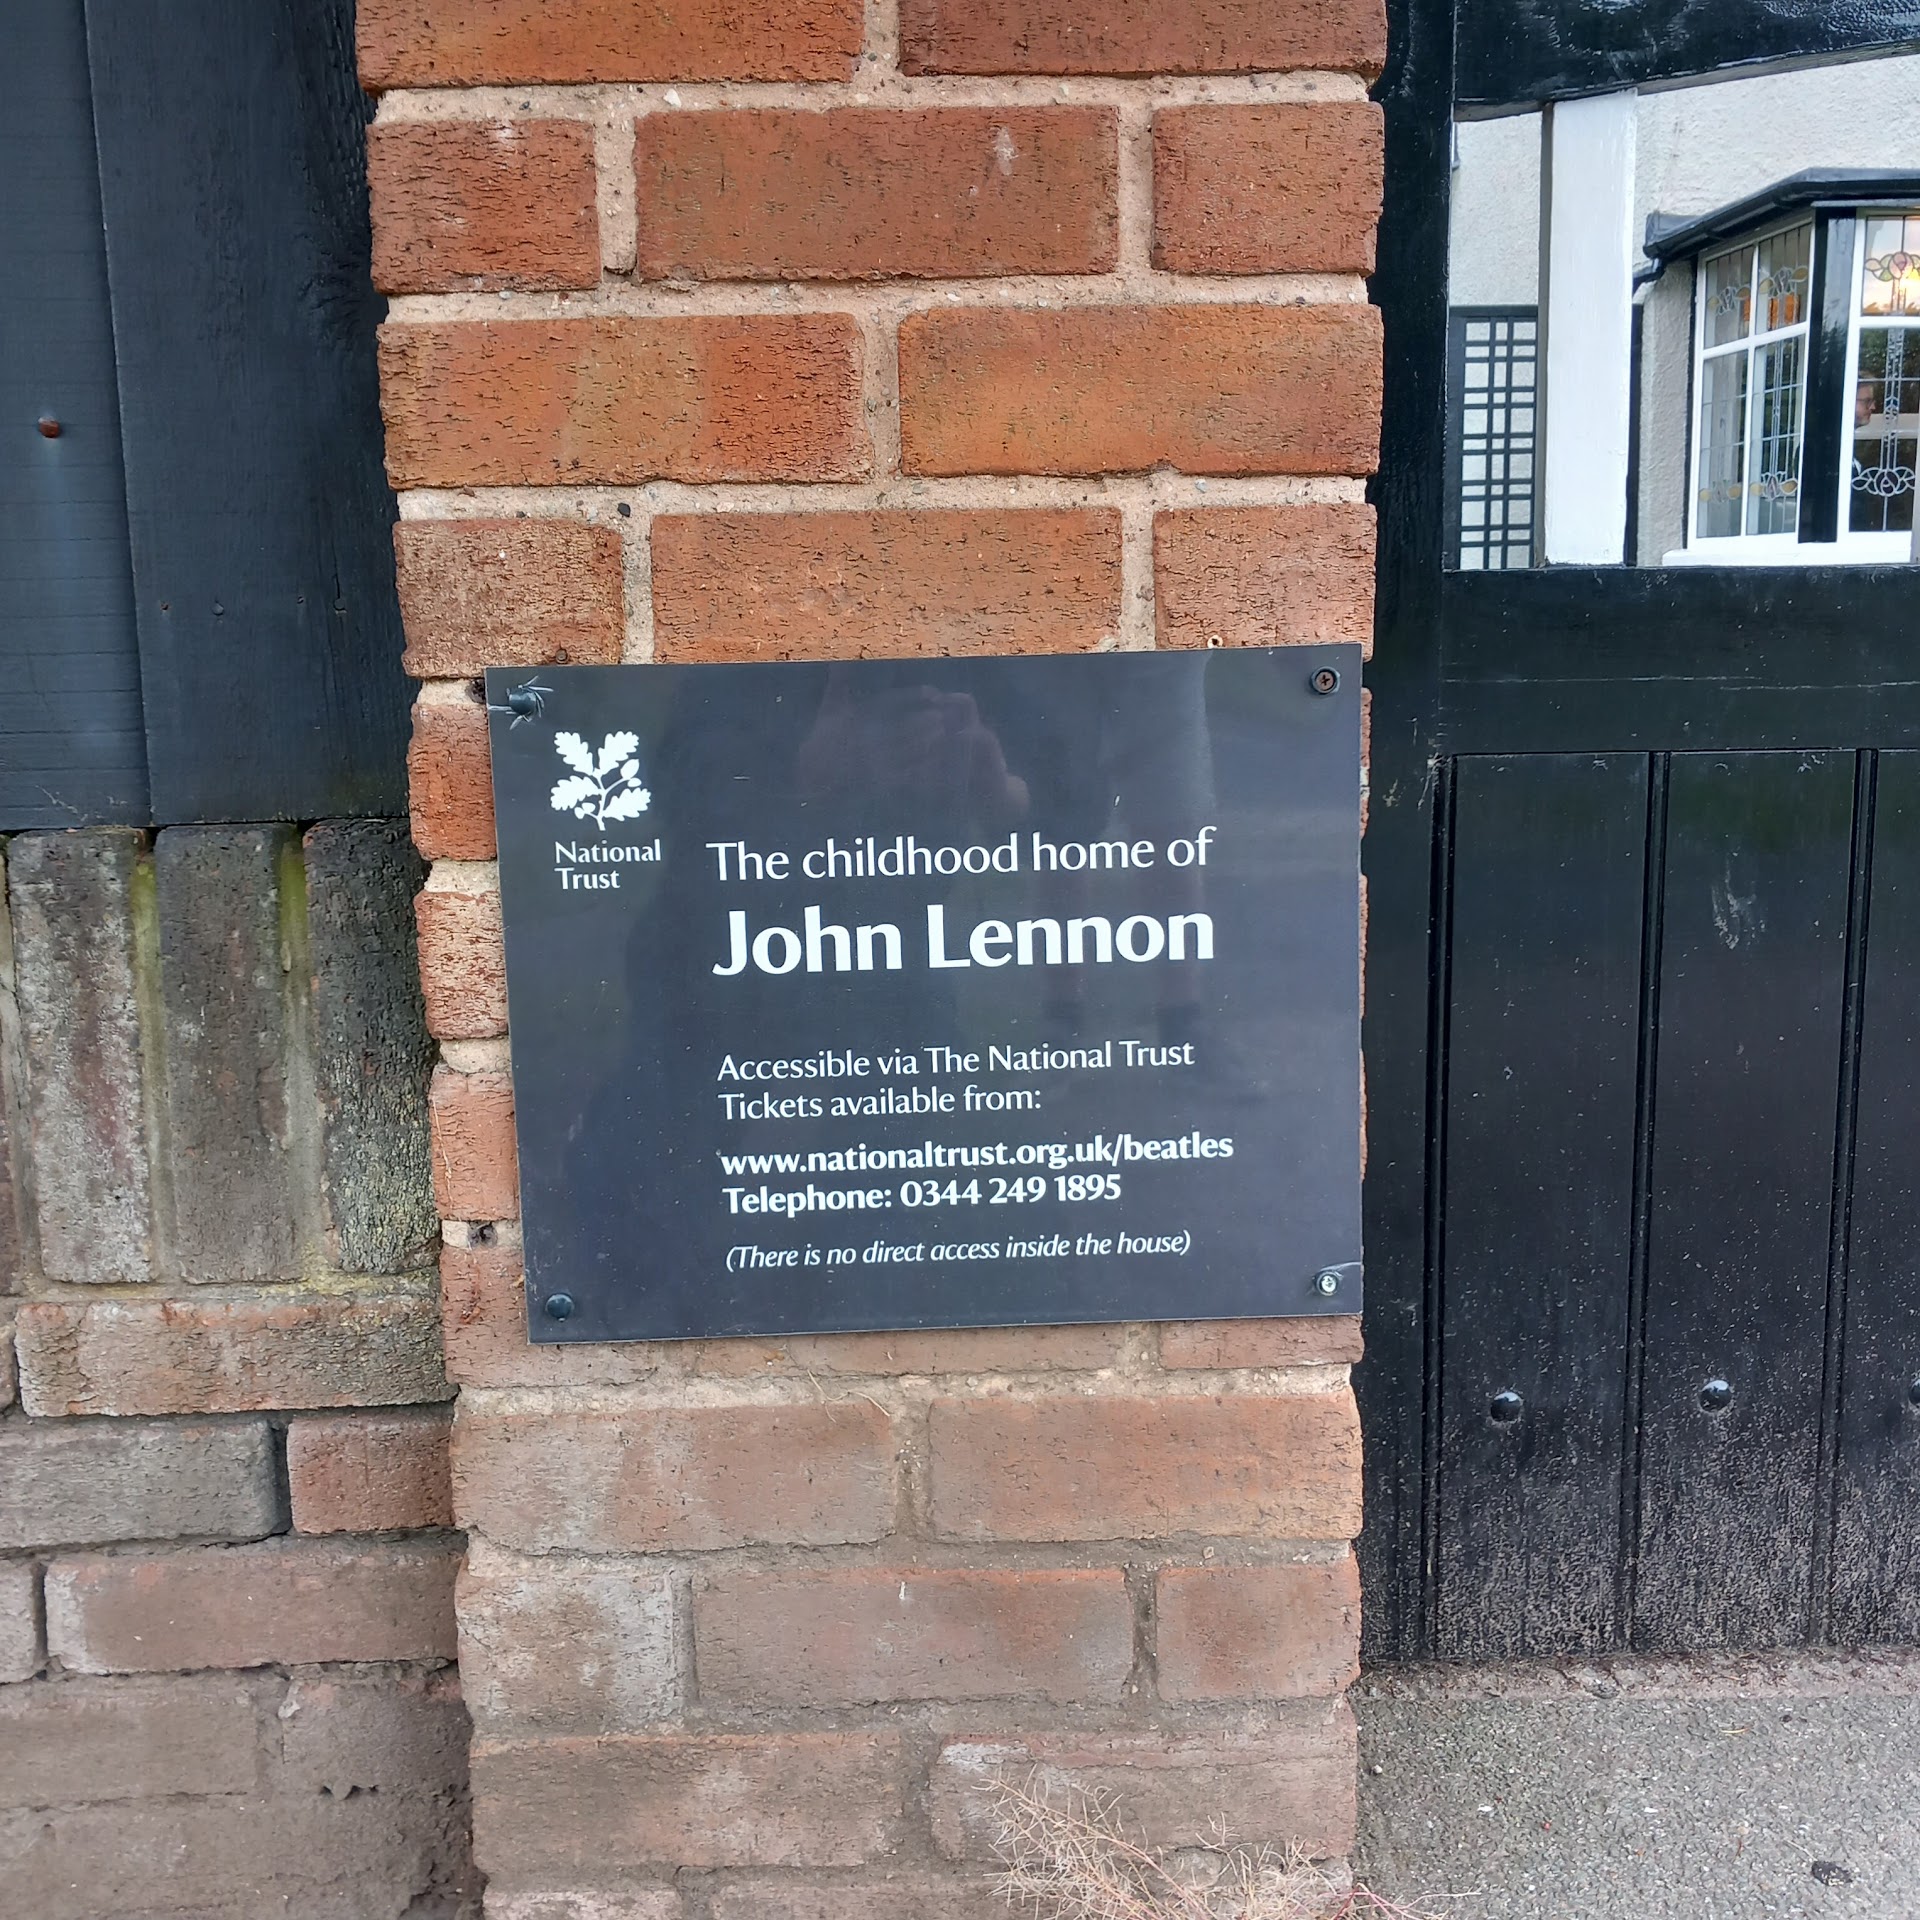 National
Trust
The childhood home of
John Lennon
Accessible via The National Trust
Tickets available from:
www.nationaltrust.org.uk/beatles
Telephone: 0344 249 1895
(There is no direct access inside the house)